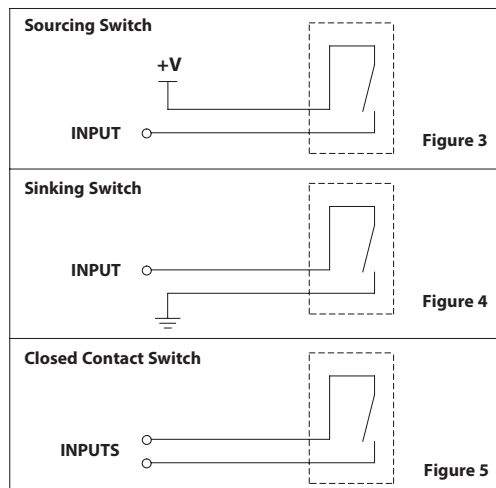 Sourcing Switch
+V
INPUT
Figure 3
Sinking Switch
INPUT
Figure 4
Closed Contact Switch
INPUTS
Figure 5